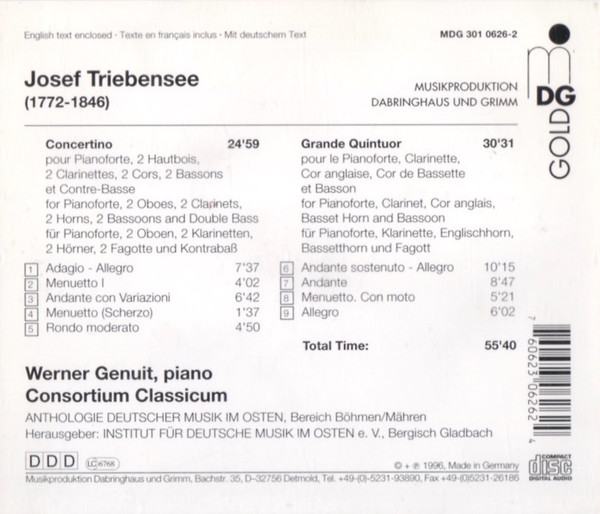 English text enclosed · Texte en français inclus · Mit deutschem Text
MDG 301 0626-2
Josef Triebensee
(1772-1846)
MUSIKPRODUKTION
DABRINGHAUS UND GRIMM
m
DG
GOLD
Concertino 24'59
pour Pianoforte, 2 Hautbois,
2 Clarinettes, 2 Cors, 2 Bassons
et Contre-Basse
for Pianoforte, 2 Oboes, 2 Clarinets,
2 Horns, 2 Bassoons and Double Bass
für Pianoforte, 2 Oboen, 2 Klarinetten,
2 Hörner, 2 Fagotte und Kontrabaß
1 Adagio - Allegro 7'37
2 Menuetto I 4'02
3 Andante con Variazioni 6'42
4 Menuetto (Scherzo) 1'37
5 Rondo moderato 4'50
Grande Quintuor 30'31
pour le Pianoforte, Clarinette,
Cor anglaise, Cor de Bassette
et Basson
for Pianoforte, Clarinet, Cor anglais,
Basset Horn and Bassoon
für Pianoforte, Klarinette, Englischhorn,
Bassetthorn und Fagott
6 Andante sostenuto - Allegro 10'15
7 Andante 8'47
8 Menuetto. Con moto 5'21
9 Allegro 6'02
Total Time: 55'40
Werner Genuit, piano
Consortium Classicum
ANTHOLOGIE DEUTSCHER MUSIK IM OSTEN, Bereich Böhmen/Mähren
Herausgeber: INSTITUT FÜR DEUTSCHE MUSIK IM OSTEN e. V., Bergisch Gladbach
7 60623 06262 4
DDD
LC 6768
© + ℗ 1996, Made in Germany
COMPACT
disc
DIGITAL AUDIO
Musikproduktion Dabringhaus und Grimm, Bachstr. 35, D-32756 Detmold, Tel. +49-(0)-5231-93890, Fax +49-(0)5231-26186